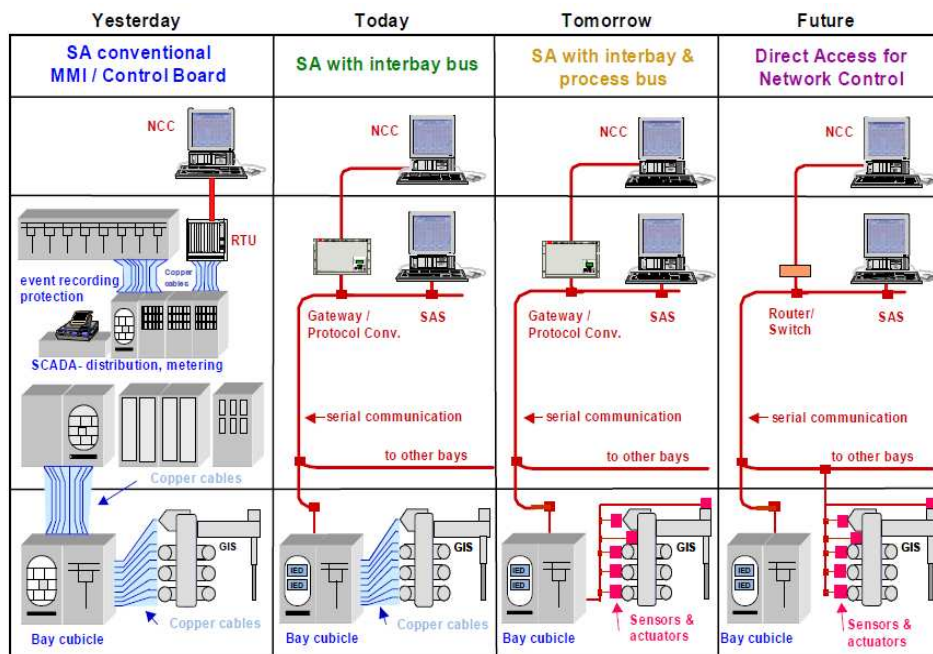 Yesterday
Today
Tomorrow
Future
SA conventional
MMI / Control Board
SA with interbay bus
SA with interbay &
process bus
Direct Access for
Network Control
NCC
NCC
NCC
NCC
RTU
event recording
protection
Copper
cables
SCADA- distribution, metering
Gateway /
Protocol Conv.
SAS
Gateway /
Protocol Conv.
SAS
Router/
Switch
SAS
serial communication
serial communication
serial communication
to other bays
to other bays
to other bays
Copper cables
GIS
Bay cubicle
Copper cables
IED
IED
GIS
Bay cubicle
Copper cables
IED
IED
GIS
Bay cubicle
Sensors &
actuators
IED
IED
GIS
Bay cubicle
Sensors &
actuators